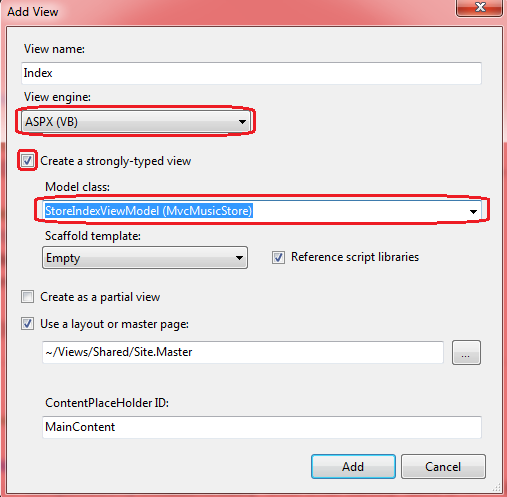 Add View
View name:
Index
View engine:
ASPX (VB)
Create a strongly-typed view
Model class:
StoreIndexViewModel (MvcMusicStore)
Scaffold template:
Empty
Reference script libraries
Create as a partial view
Use a layout or master page:
~/Views/Shared/Site.Master
...
ContentPlaceHolder ID:
MainContent
Add
Cancel